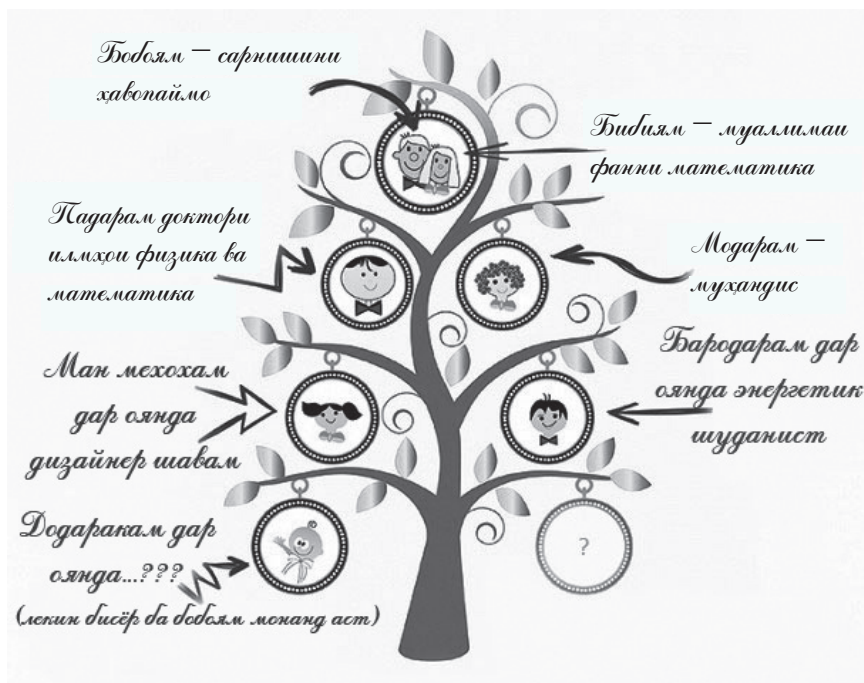 Бобоям — сарнишини
ҳавопаймо
Бибиям — муаллимаи
фанни математика
Падарам доктори
илмҳои физика ва
математика
Модарам —
муҳандис
Ман мехоҳам
дар оянда
дизайнер шавам
Бародарам дар
оянда энергетик
шуданист
Додаракам дар
оянда...???
(лекин бисёр ба бобоям монанд аст)
?